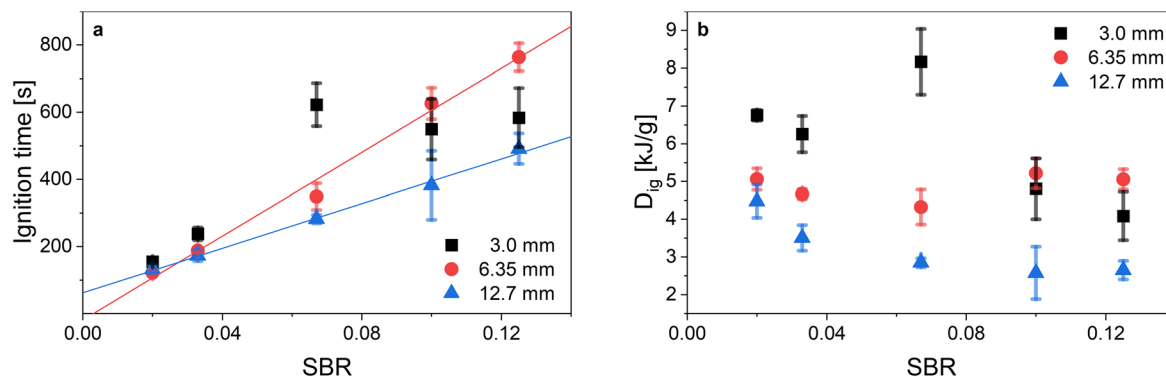 a
Ignition time [s]
800
600
400
200
0.00
0.04
0.08
0.12
SBR
3.0 mm
6.35 mm
12.7 mm
b
D_ig [kJ/g]
9
8
7
6
5
4
3
2
0.00
0.04
0.08
0.12
SBR
3.0 mm
6.35 mm
12.7 mm